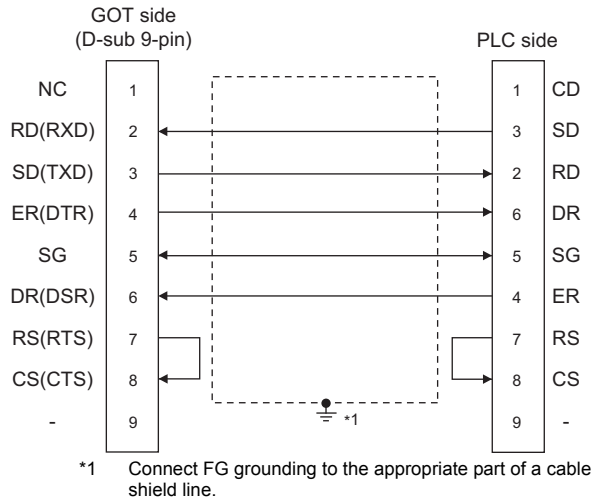 GOT side
(D-sub 9-pin) PLC side
NC 1 1 CD
RD(RXD) 2 3 SD
SD(TXD) 3 2 RD
ER(DTR) 4 6 DR
SG 5 5 SG
DR(DSR) 6 4 ER
RS(RTS) 7 7 RS
CS(CTS) 8 8 CS
- 9 *1 9 -
*1 Connect FG grounding to the appropriate part of a cable
shield line.